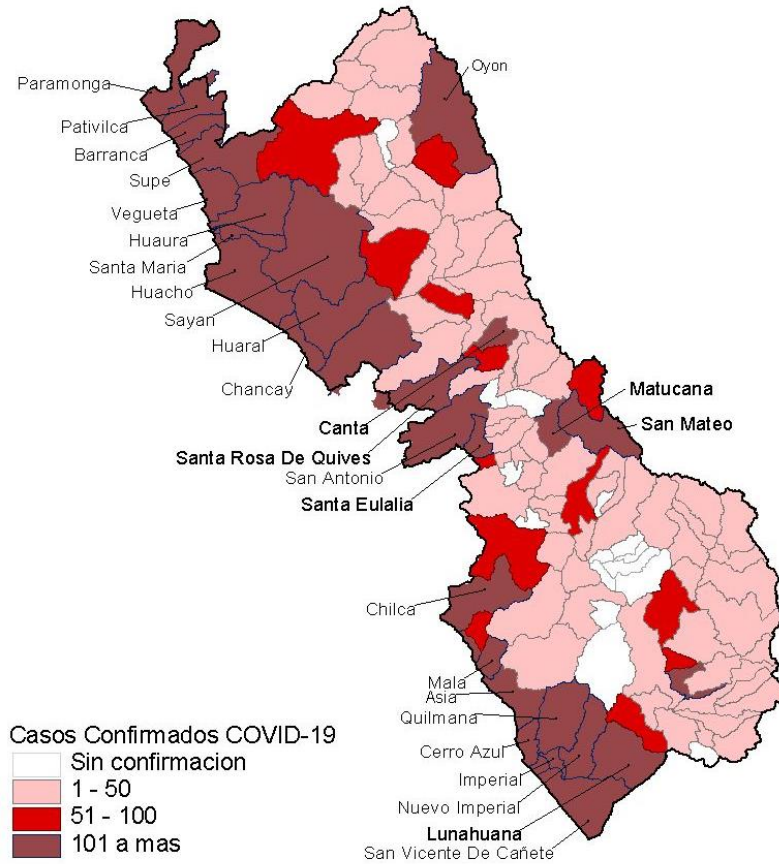 Oyon
Paramonga
Pativilca
Barranca
Supe
Vegueta
Huaura
Santa Maria
Huacho
Sayan
Huaral
Chancay
Matucana
Canta
San Mateo
Santa Rosa De Quives
San Antonio
Santa Eulalia
Chilca
Mala
Asia
Quilmana
Cerro Azul
Imperial
Nuevo Imperial
Lunahuana
San Vicente De Cañete
Casos Confirmados COVID-19
Sin confirmacion
1 - 50
51 - 100
101 a mas